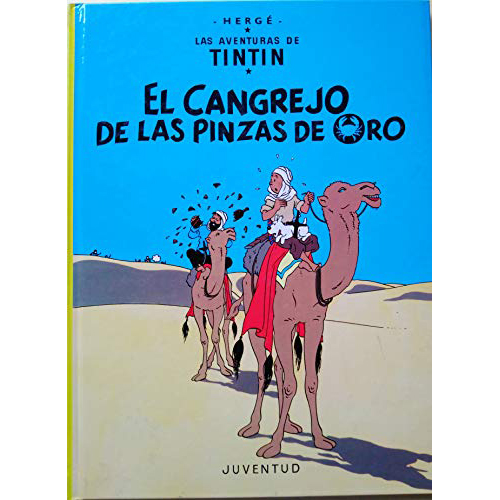 - HERGÉ -
LAS AVENTURAS DE
TINTIN
EL CANGREJO
DE LAS PINZAS DE ORO
JUVENTUD